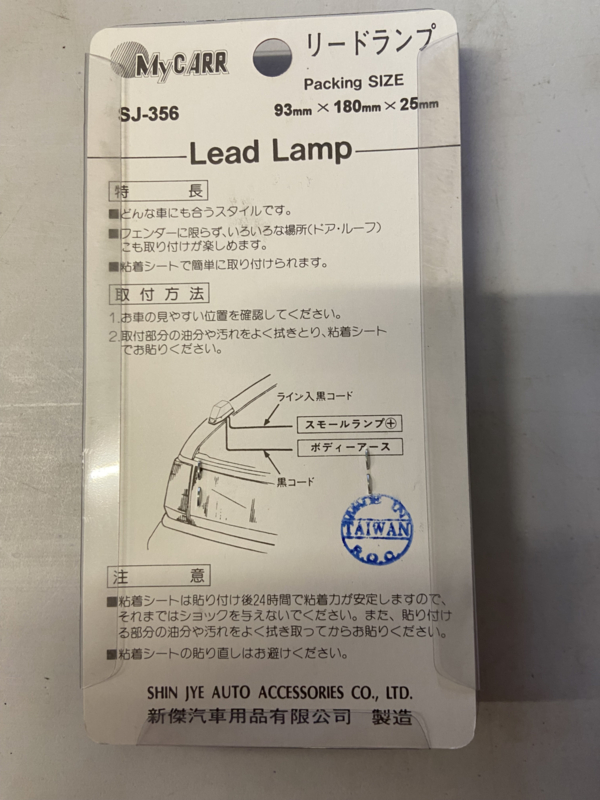 MyCARR
リードランプ
Packing SIZE
SJ-356
93mm×180mm×25mm
Lead Lamp
特長
■どんな車にも合うスタイルです。
■フェンダーに限らず、いろいろな場所(ドア・ルーフ)
にも取り付けが楽しめます。
■粘着シートで簡単に取り付けられます。
取付方法
1.お車の見やすい位置を確認してください。
2.取付部分の油分や汚れをよく拭きとり、粘着シート
でお貼りください。
ライン入黒コード
スモールランプ⊕
ボディーアース
黒コード
MADE IN
TAIWAN
R.O.O.
注意
■粘着シートは貼り付け後24時間で粘着力が安定しますので、
それまではショックを与えないでください。また、貼り付け
る部分の油分や汚れをよく拭き取ってからお貼りください。
■粘着シートの貼り直しはお避けください。
SHIN JYE AUTO ACCESSORIES CO., LTD.
新傑汽車用品有限公司 製造